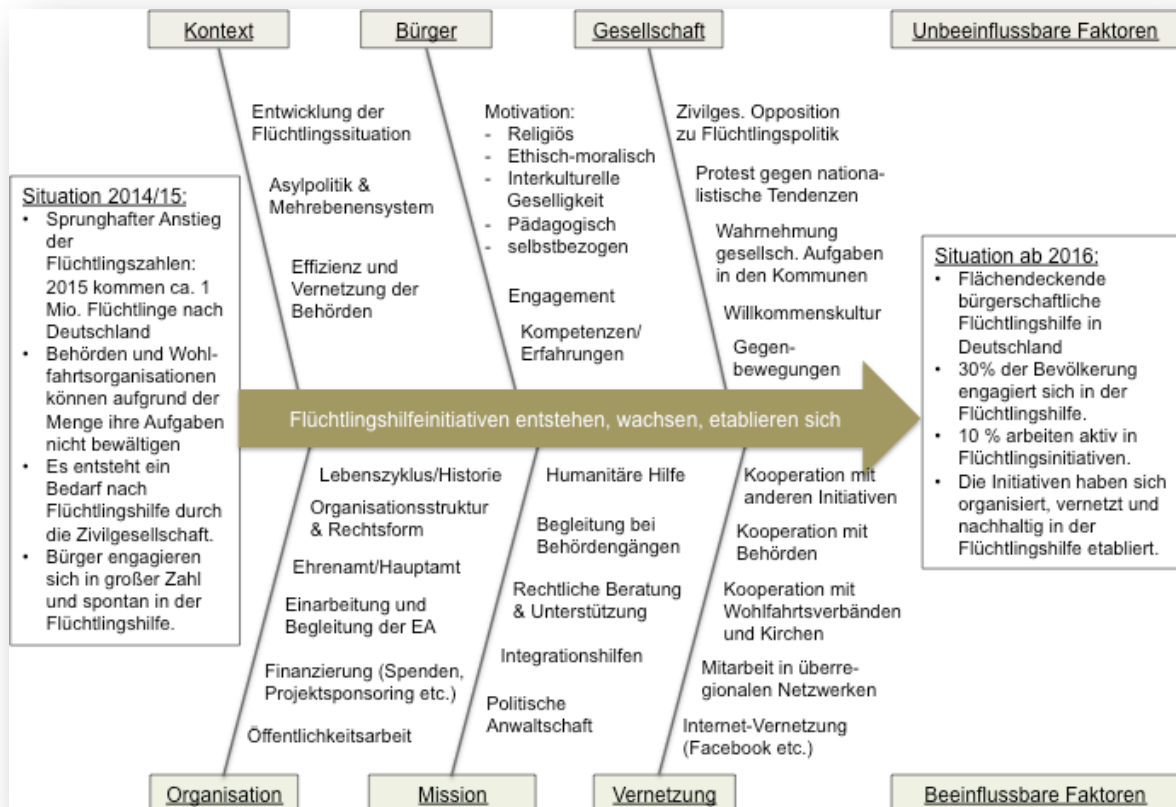 Kontext
Bürger
Gesellschaft
Unbeeinflussbare Faktoren
Entwicklung der
Flüchtlingssituation
Asylpolitik &
Mehrebenensystem
Effizienz und
Vernetzung der
Behörden
Motivation:
- Religiös
- Ethisch-moralisch
- Interkulturelle
Geselligkeit
- Pädagogisch
- selbstbezogen
Engagement
Kompetenzen/
Erfahrungen
Zivilges. Opposition
zu Flüchtlingspolitik
Protest gegen nationa-
listische Tendenzen
Wahrnehmung
gesellsch. Aufgaben
in den Kommunen
Willkommenskultur
Gegen-
bewegungen
Situation 2014/15:
• Sprunghafter Anstieg
der
Flüchtlingszahlen:
2015 kommen ca. 1
Mio. Flüchtlinge nach
Deutschland
• Behörden und Wohl-
fahrtsorganisationen
können aufgrund der
Menge ihre Aufgaben
nicht bewältigen
• Es entsteht ein
Bedarf nach
Flüchtlingshilfe durch
die Zivilgesellschaft.
• Bürger engagieren
sich in großer Zahl
und spontan in der
Flüchtlingshilfe.
Flüchtlingshilfeinitiativen entstehen, wachsen, etablieren sich
Situation ab 2016:
• Flächendeckende
bürgerschaftliche
Flüchtlingshilfe in
Deutschland
• 30% der Bevölkerung
engagiert sich in der
Flüchtlingshilfe.
• 10 % arbeiten aktiv in
Flüchtlingsinitiativen.
• Die Initiativen haben sich
organisiert, vernetzt und
nachhaltig in der
Flüchtlingshilfe etabliert.
Lebenszyklus/Historie
Organisationsstruktur
& Rechtsform
Ehrenamt/Hauptamt
Einarbeitung und
Begleitung der EA
Finanzierung (Spenden,
Projektsponsoring etc.)
Öffentlichkeitsarbeit
Humanitäre Hilfe
Begleitung bei
Behördengängen
Rechtliche Beratung
& Unterstützung
Integrationshilfen
Politische
Anwaltschaft
Kooperation mit
anderen Initiativen
Kooperation mit
Behörden
Kooperation mit
Wohlfahrtsverbänden
und Kirchen
Mitarbeit in überre-
gionalen Netzwerken
Internet-Vernetzung
(Facebook etc.)
Organisation
Mission
Vernetzung
Beeinflussbare Faktoren